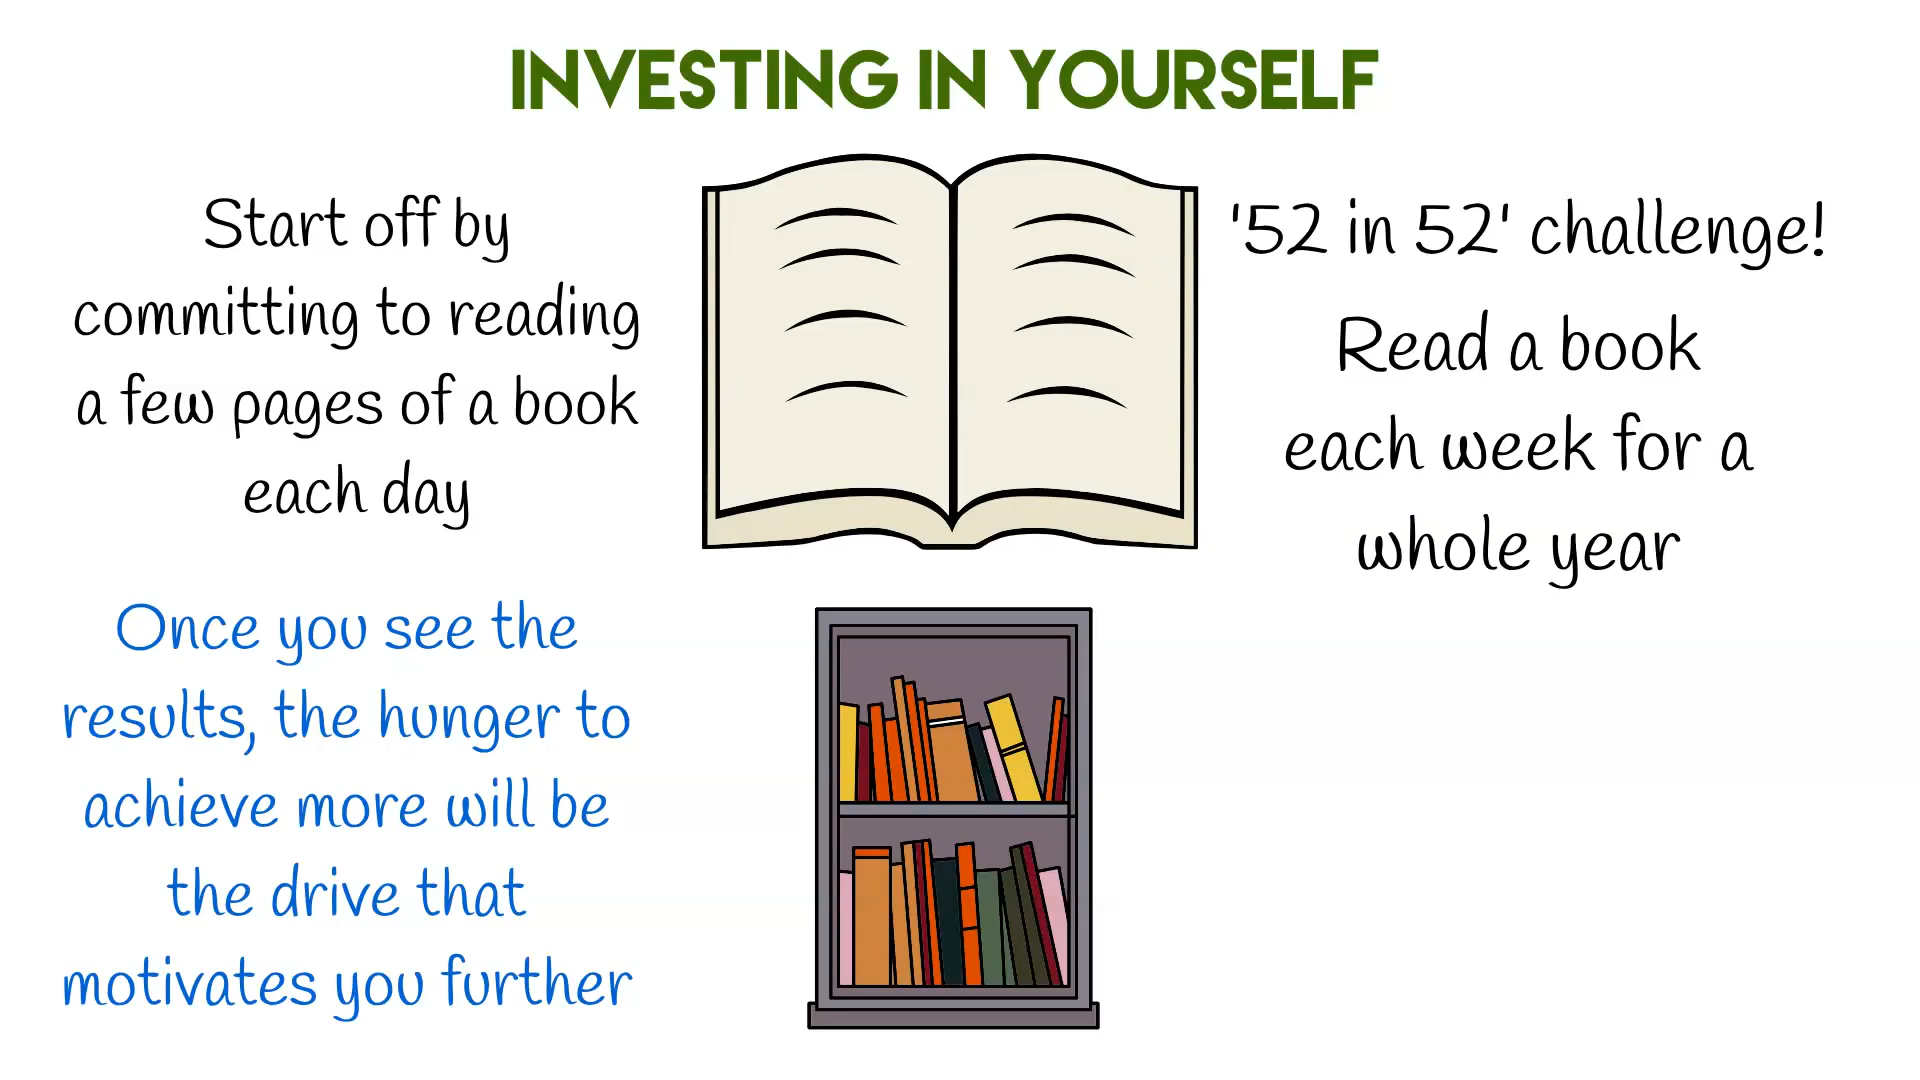 INVESTING IN YOURSELF
Start off by
committing to reading
a few pages of a book
each day
'52 in 52' challenge!
Read a book
each week for a
whole year
Once you see the
results, the hunger to
achieve more will be
the drive that
motivates you further